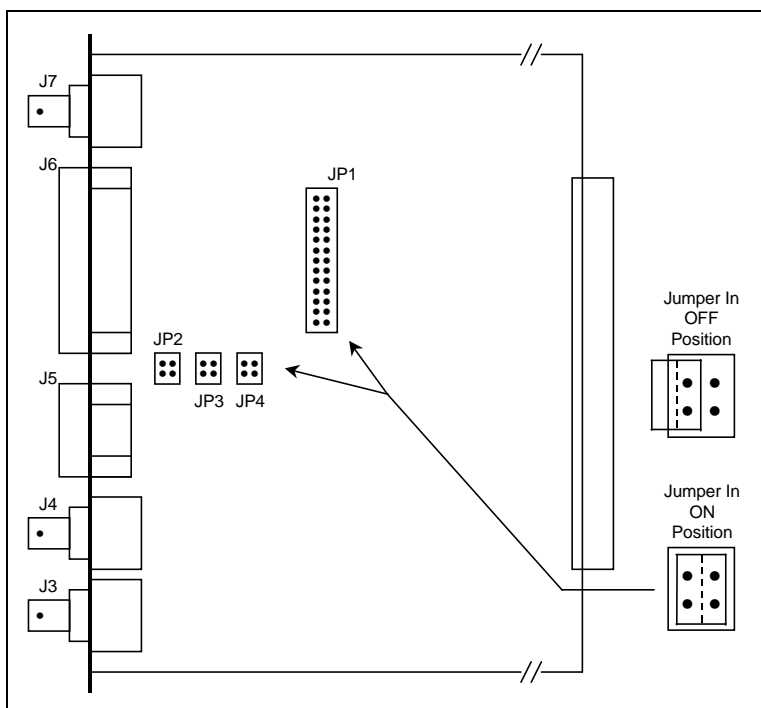 J7
J6
JP1
Jumper In
OFF
Position
JP2
J5
JP3
JP4
Jumper In
ON
Position
J4
J3